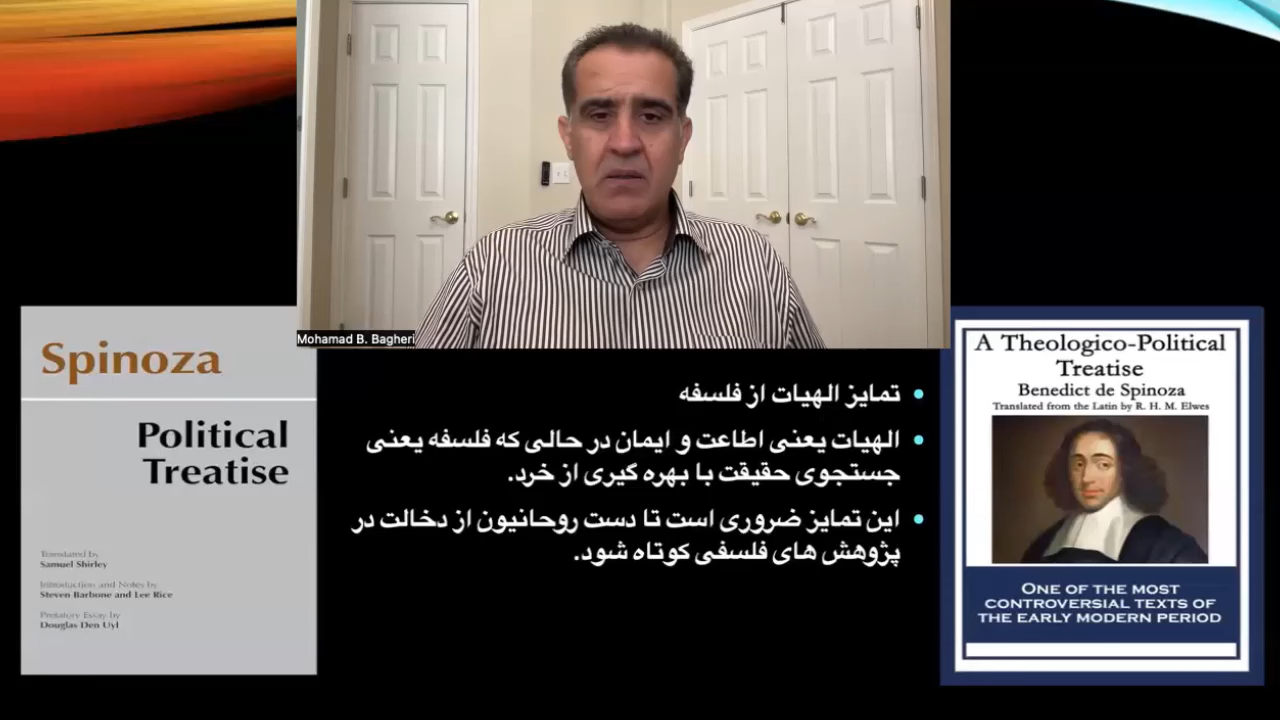 Mohamad B. Bagheri
Spinoza
Political
Treatise
Translated by
Samuel Shirley
Introduction and Notes by
Steven Barbone and Lee Rice
Prefatory Essay by
Douglas Den Uyl
• تمایز الهیات از فلسفه
• الهیات یعنی اطاعت و ایمان در حالی که فلسفه یعنی
جستجوی حقیقت با بهره گیری از خرد.
• این تمایز ضروری است تا دست روحانیون از دخالت در
پژوهش های فلسفی کوتاه شود.
A Theologico-Political
Treatise
Benedict de Spinoza
Translated from the Latin by R. H. M. Elwes
ONE OF THE MOST
CONTROVERSIAL TEXTS OF
THE EARLY MODERN PERIOD